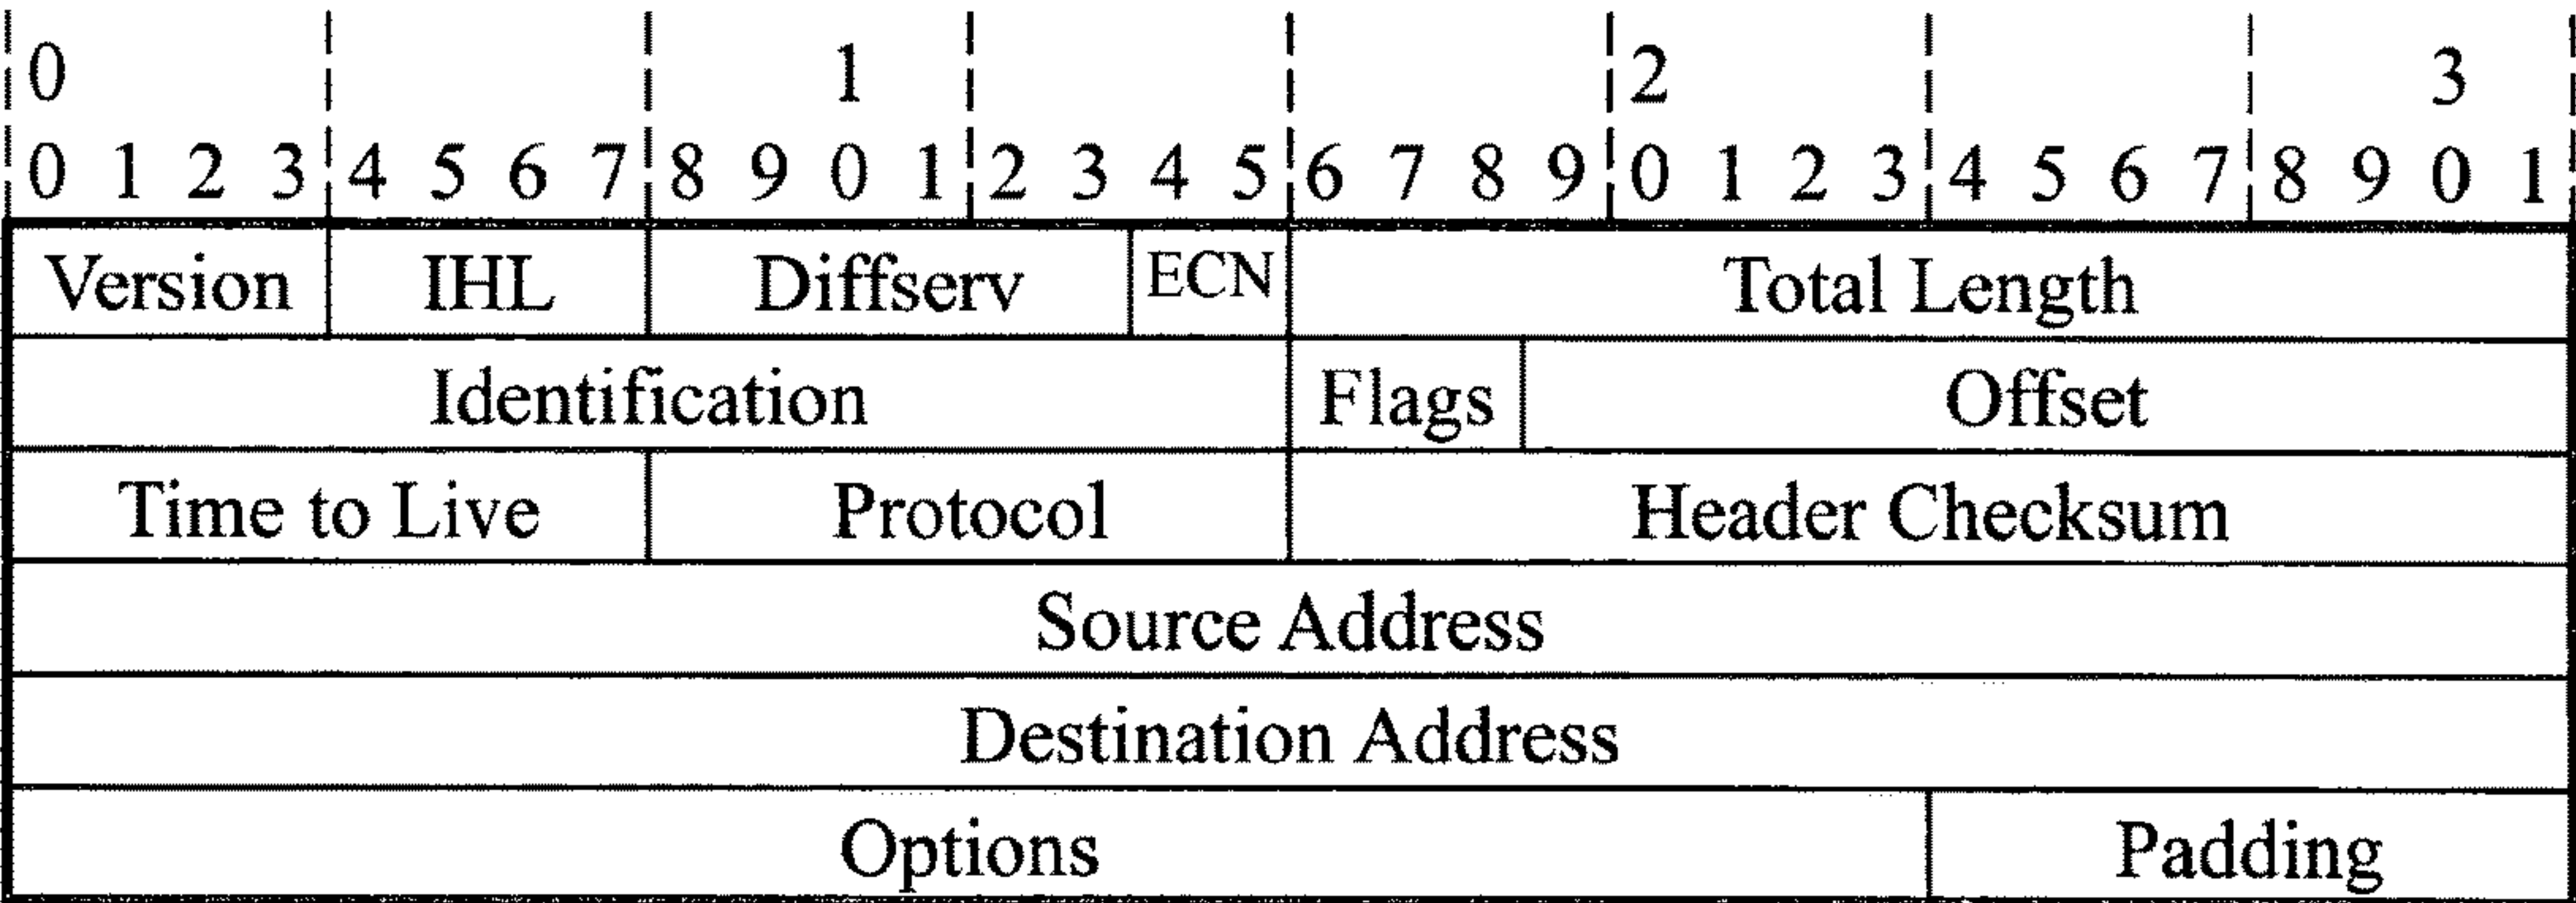 0 1 2 3
0 1 2 3 4 5 6 7 8 9 0 1 2 3 4 5 6 7 8 9 0 1 2 3 4 5 6 7 8 9 0 1
Version IHL Diffserv ECN Total Length
Identification Flags Offset
Time to Live Protocol Header Checksum
Source Address
Destination Address
Options Padding